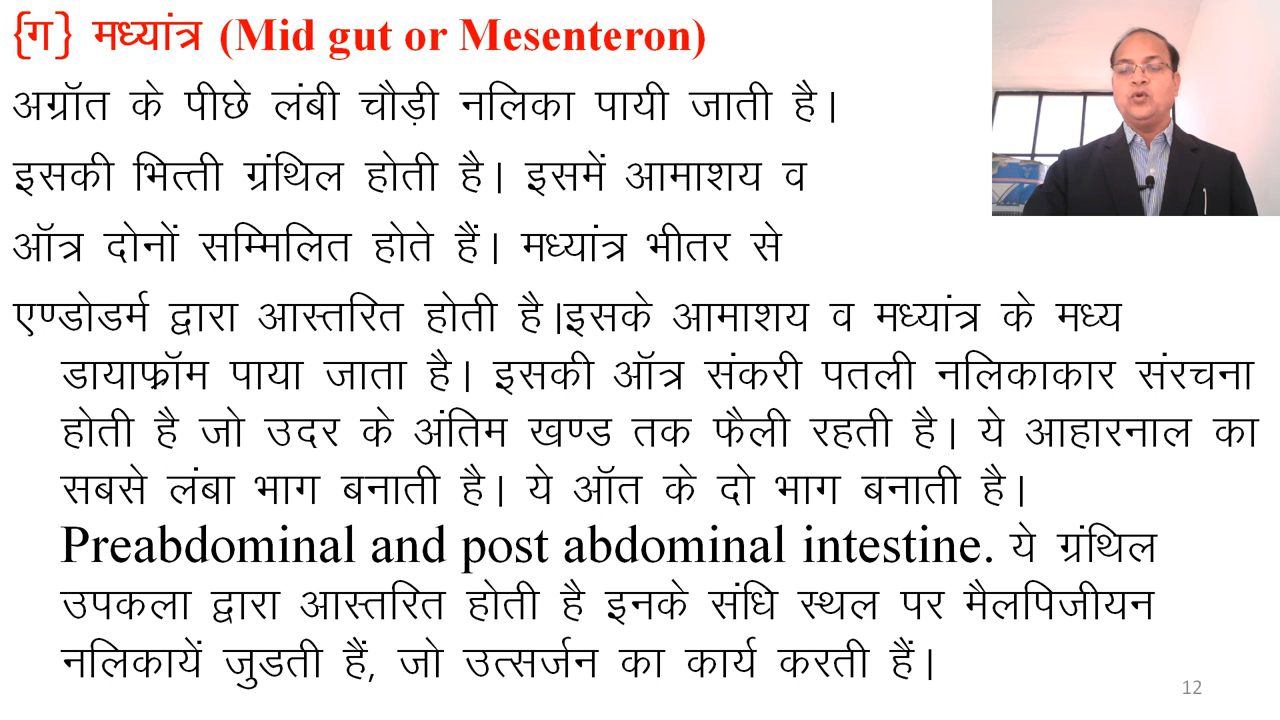 {ग} मध्यांत्र (Mid gut or Mesenteron)
अग्रॉत के पीछे लंबी चौड़ी नलिका पायी जाती है।
इसकी भित्ती ग्रंथिल होती है। इसमें आमाशय व
ऑत्र दोनों सम्मिलित होते हैं। मध्यांत्र भीतर से
एण्डोडर्म द्वारा आस्तरित होती है।इसके आमाशय व मध्यांत्र के मध्य
डायाफ्रॉम पाया जाता है। इसकी ऑत्र संकरी पतली नलिकाकार संरचना
होती है जो उदर के अंतिम खण्ड तक फैली रहती है। ये आहारनाल का
सबसे लंबा भाग बनाती है। ये ऑत के दो भाग बनाती है।
Preabdominal and post abdominal intestine. ये ग्रंथिल
उपकला द्वारा आस्तरित होती है इनके संधि स्थल पर मैलपिजीयन
नलिकायें जुडती हैं, जो उत्सर्जन का कार्य करती हैं।
12